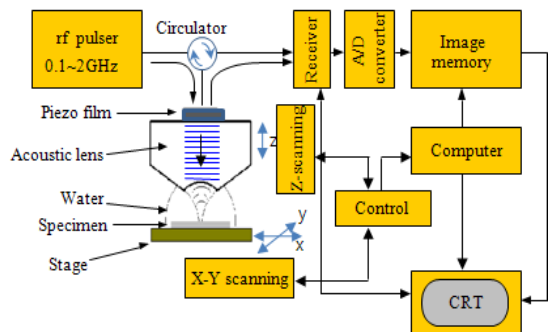 rf pulser
0.1~2GHz
Circulator
Receiver
A/D
converter
Image
memory
Piezo film
Acoustic lens
z
Z-scanning
Computer
Water
Specimen
Stage
y
x
Control
X-Y scanning
CRT